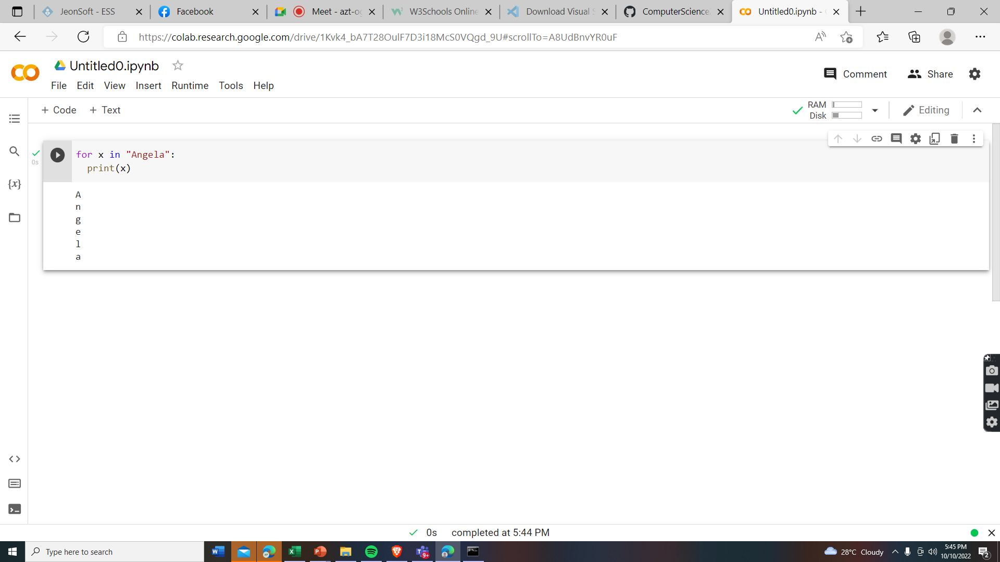 JeonSoft - ESS
Facebook
Meet - azt-og
W3Schools Online
Download Visual S
ComputerScience
Untitled0.ipynb -
https://colab.research.google.com/drive/1Kvk4_bA7T28OulF7D3i18McS0VQgd_9U#scrollTo=A8UdBnvYR0uF
Untitled0.ipynb
Comment
Share
File Edit View Insert Runtime Tools Help
+ Code + Text
RAM
Disk
Editing
for x in "Angela":
0s
print(x)
{x}
A
n
g
e
l
a
0s completed at 5:44 PM
Type here to search
9+
28°C Cloudy
5:45 PM
10/10/2022
2